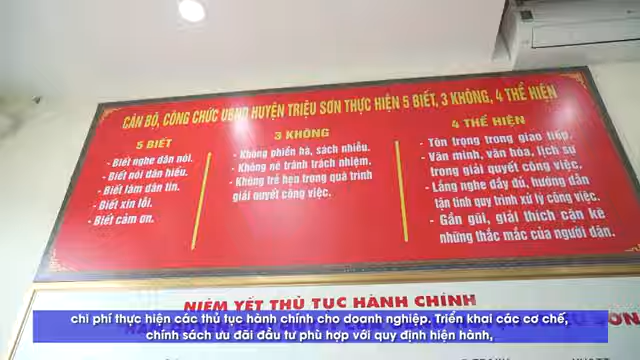 CÁN BỘ, CÔNG CHỨC UBND HUYỆN TRIỆU SƠN THỰC HIỆN 5 BIẾT, 3 KHÔNG, 4 THỂ HIỆN
5 BIẾT
- Biết nghe dân nói.
- Biết nói dân hiểu.
- Biết làm dân tin.
- Biết xin lỗi.
- Biết cảm ơn.
3 KHÔNG
- Không phiền hà, sách nhiễu.
- Không né tránh trách nhiệm.
- Không trễ hẹn trong quá trình
giải quyết công việc.
4 THỂ HIỆN
- Tôn trọng trong giao tiếp.
- Văn minh, văn hóa, lịch sự
trong giải quyết công việc.
- Lắng nghe đầy đủ, hướng dẫn
tận tình quy trình xử lý công việc.
- Gần gũi, giải thích cặn kẽ
những thắc mắc của người dân.
NIÊM YẾT THỦ TỤC HÀNH CHÍNH
chi phí thực hiện các thủ tục hành chính cho doanh nghiệp. Triển khai các cơ chế,
chính sách ưu đãi đầu tư phù hợp với quy định hiện hành,